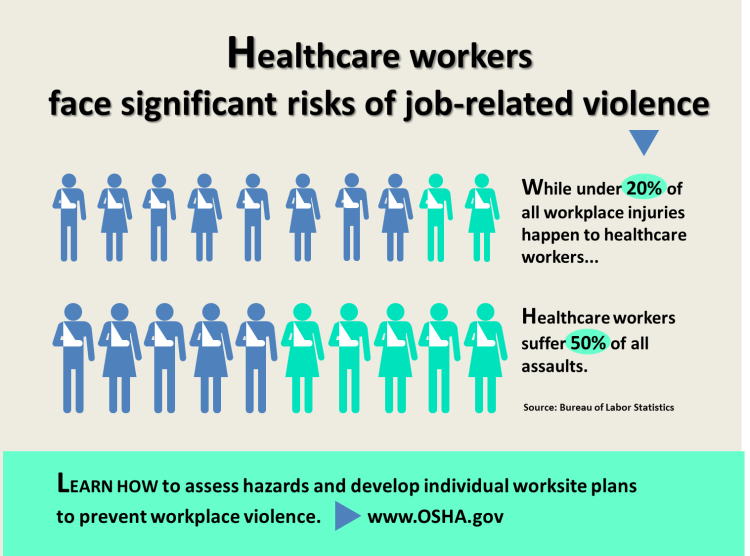 Healthcare workers
face significant risks of job-related violence
While under 20% of
all workplace injuries
happen to healthcare
workers...
Healthcare workers
suffer 50% of all
assaults.
Source: Bureau of Labor Statistics
LEARN HOW to assess hazards and develop individual worksite plans
to prevent workplace violence. www.OSHA.gov